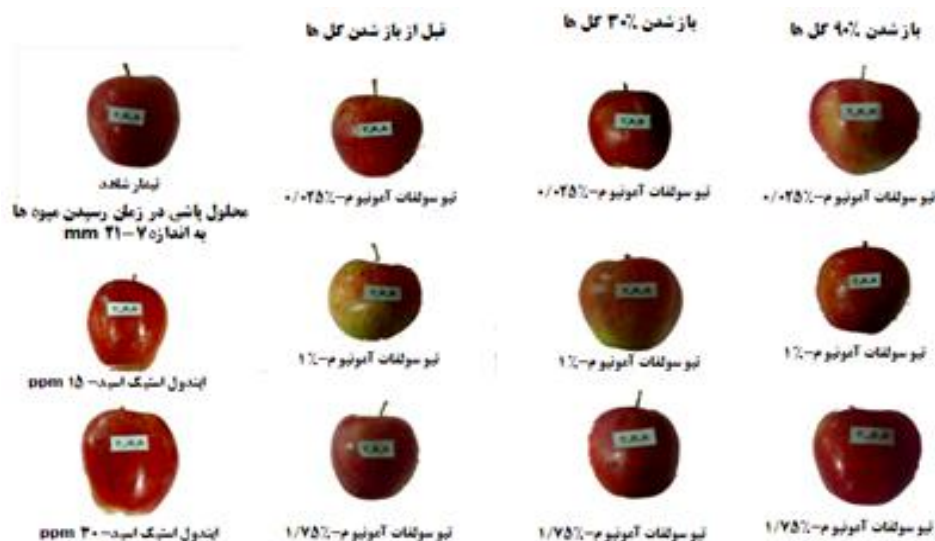 باز شدن ۹۰٪ گل ها
باز شدن ۳۰٪ گل ها
قبل از باز شدن گل ها
تیمار شاهد
تیو سولفات آمونیوم-۰/۰۲۵٪
تیو سولفات آمونیوم-۰/۰۲۵٪
تیو سولفات آمونیوم-۰/۰۲۵٪
محلول پاشی در زمان رسیدن میوه ها
به اندازه ۷-۲۱ mm
تیو سولفات آمونیوم-۱٪
تیو سولفات آمونیوم-۱٪
تیو سولفات آمونیوم-۱٪
ایندول استیک اسید- ۱۵ ppm
تیو سولفات آمونیوم-۱/۷۵٪
تیو سولفات آمونیوم-۱/۷۵٪
تیو سولفات آمونیوم-۱/۷۵٪
ایندول استیک اسید- ۳۰ ppm